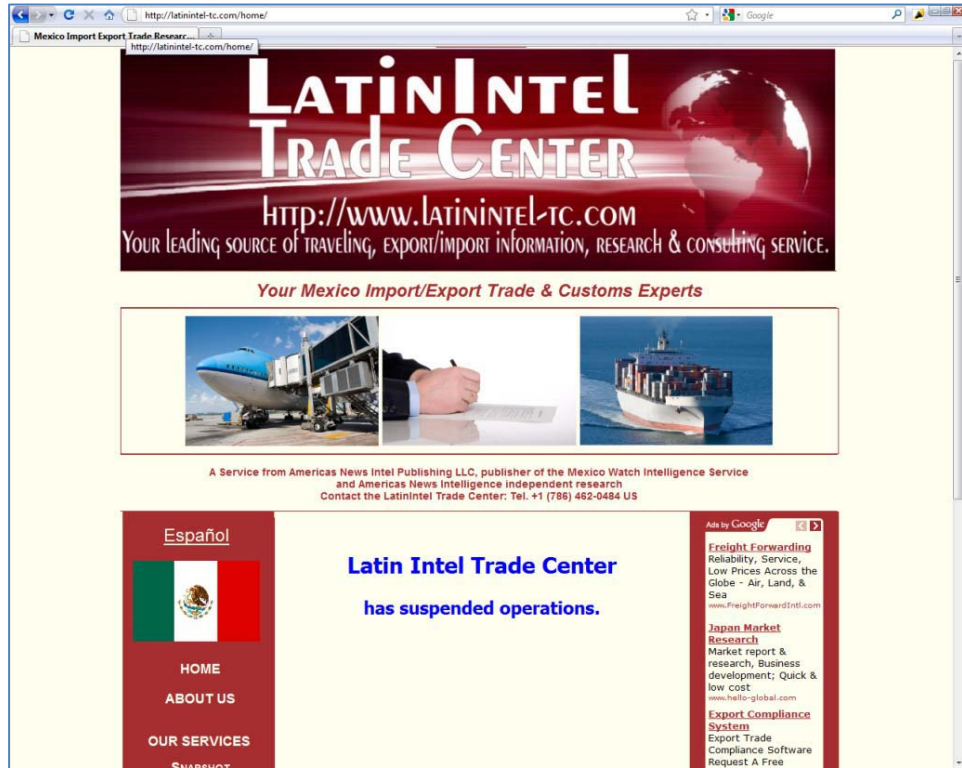 http://latinintel-tc.com/home/
Google
Mexico Import Export Trade Researc...
http://latinintel-tc.com/home/
LATININTEL
TRADE CENTER
HTTP://WWW.LATININTEL-TC.COM
YOUR LEADING SOURCE OF TRAVELING, EXPORT/IMPORT INFORMATION, RESEARCH & CONSULTING SERVICE.
Your Mexico Import/Export Trade & Customs Experts
A Service from Americas News Intel Publishing LLC, publisher of the Mexico Watch Intelligence Service
and Americas News Intelligence independent research
Contact the LatinIntel Trade Center: Tel. +1 (786) 462-0484 US
Español
HOME
ABOUT US
OUR SERVICES
SNAPSHOT
Latin Intel Trade Center
has suspended operations.
Ads by Google
Freight Forwarding
Reliability, Service,
Low Prices Across the
Globe - Air, Land, &
Sea
www.FreightForwardIntl.com
Japan Market
Research
Market report &
research, Business
development; Quick &
low cost
www.hello-global.com
Export Compliance
System
Export Trade
Compliance Software
Request A Free